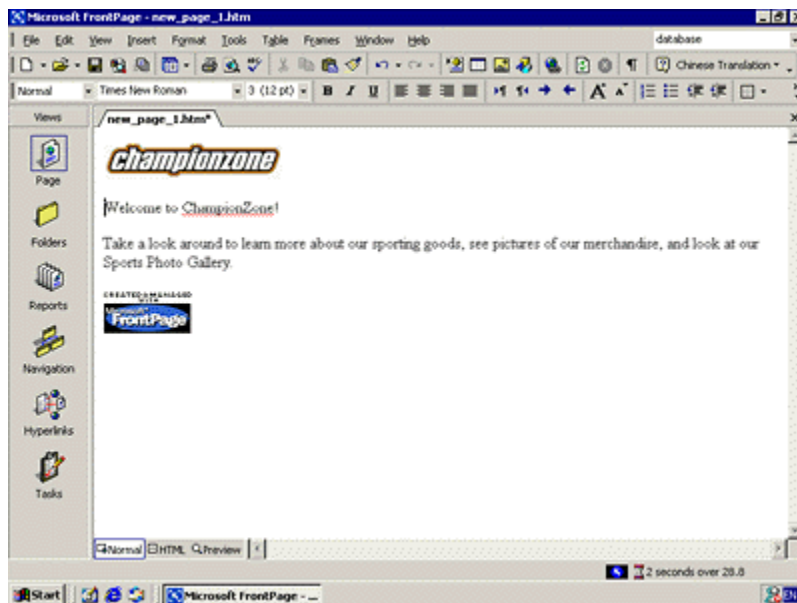 Microsoft FrontPage - new_page_1.htm
File Edit View Insert Format Tools Table Frames Window Help
database
Chinese Translation
Normal
Times New Roman
3 (12 pt)
B I U
A A
Views
new_page_1.htm*
Page
Folders
Reports
Navigation
Hyperlinks
Tasks
championzone
Welcome to ChampionZone!
Take a look around to learn more about our sporting goods, see pictures of our merchandise, and look at our
Sports Photo Gallery.
CREATED & MANAGED
WITH
Microsoft
FrontPage
Normal HTML Preview
2 seconds over 28.8
Start
Microsoft FrontPage - ...
EN